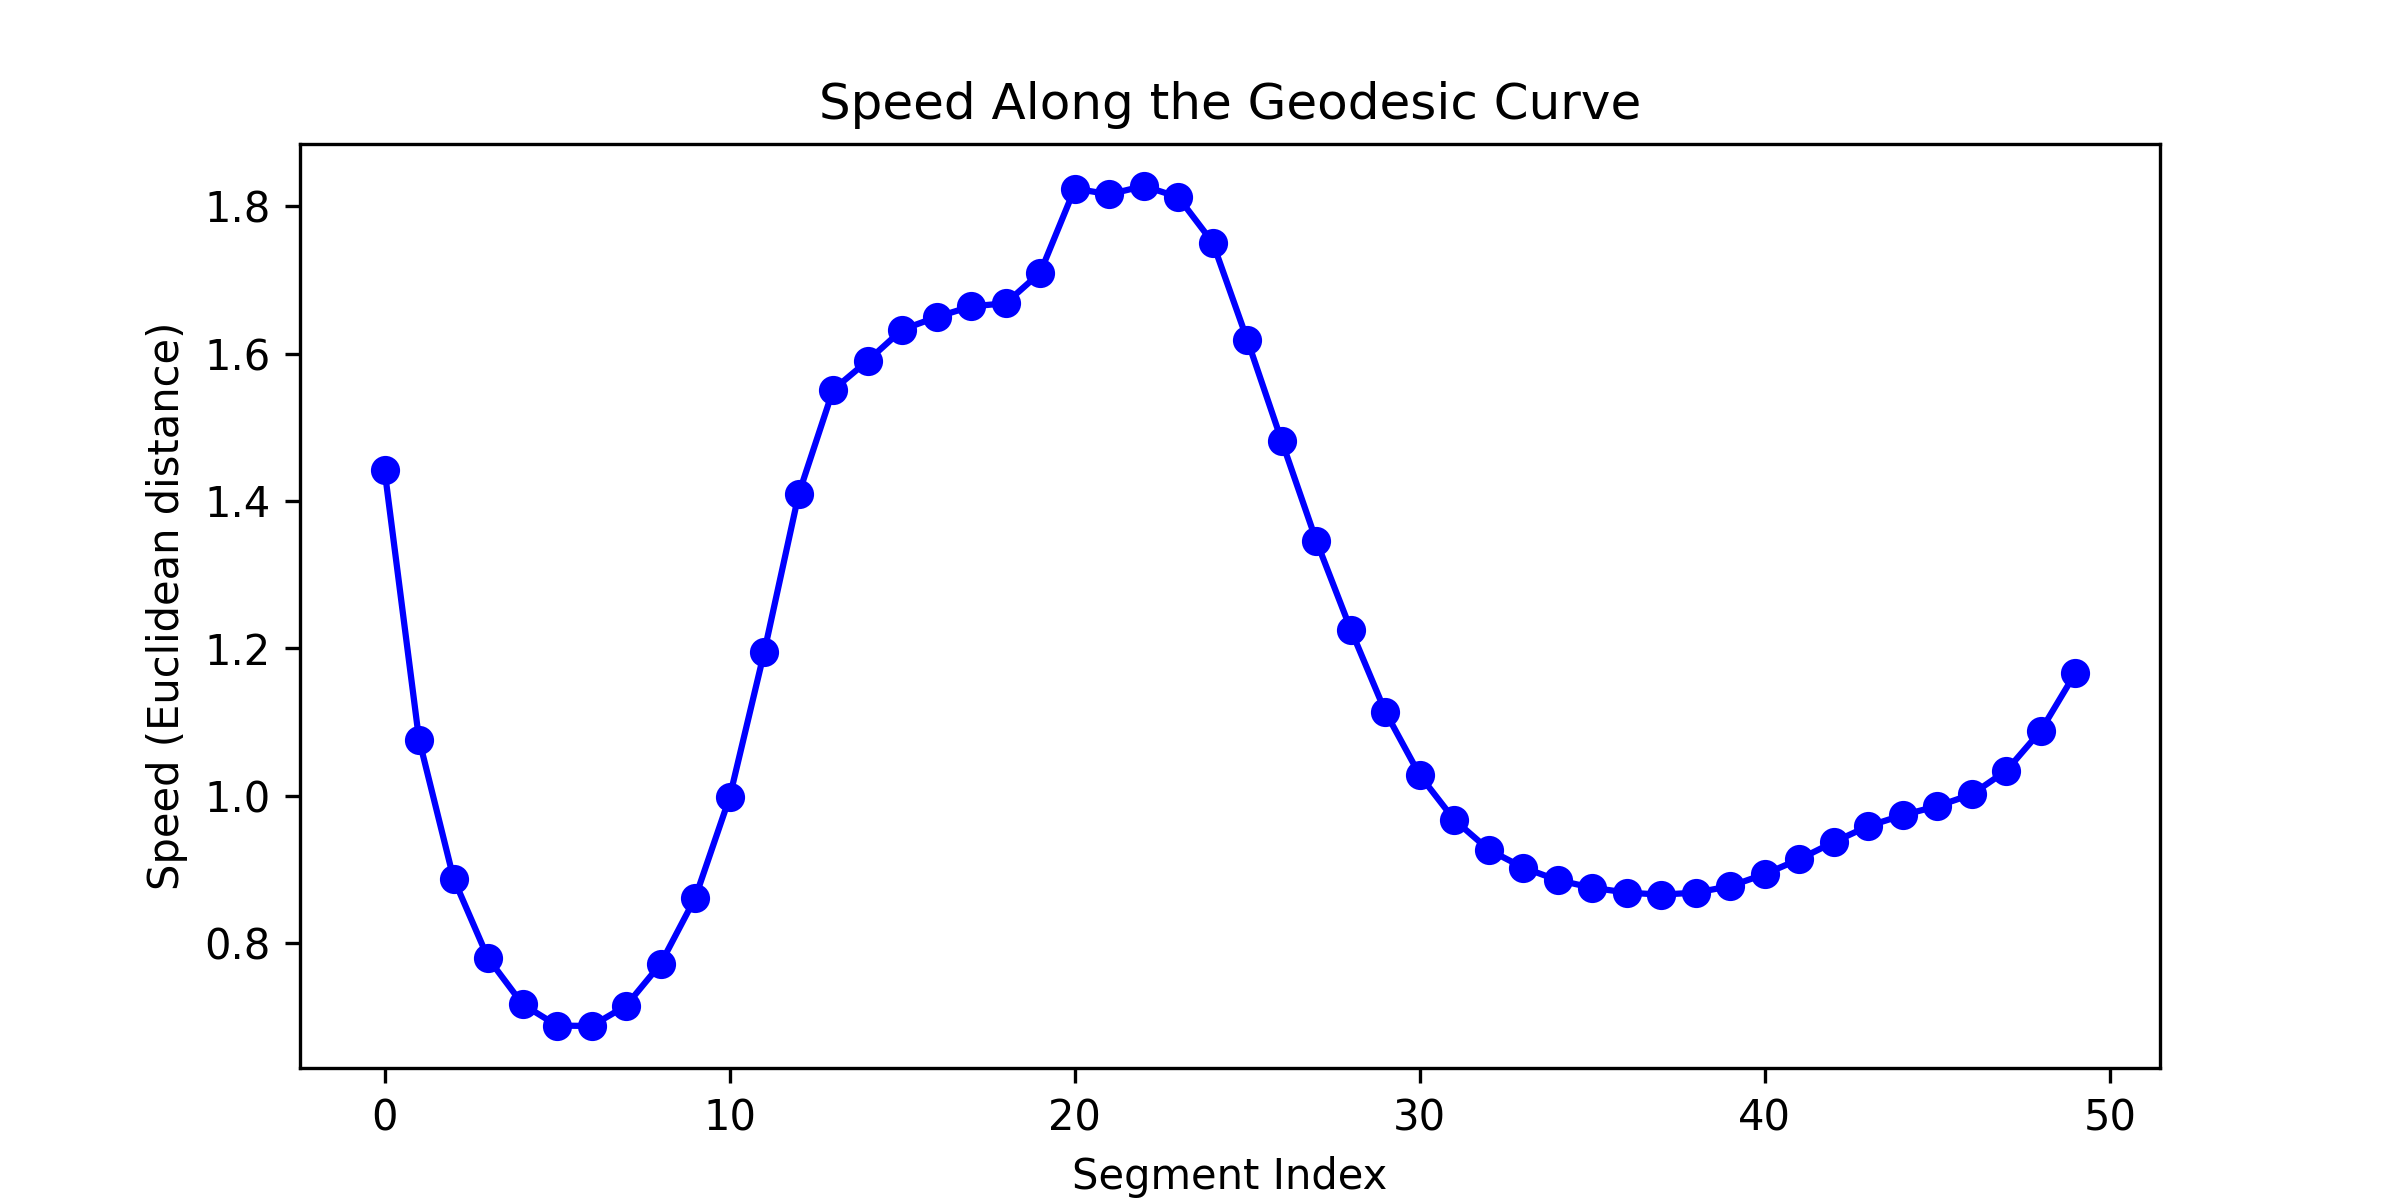 Speed Along the Geodesic Curve
Speed (Euclidean distance)
1.8
1.6
1.4
1.2
1.0
0.8
0 10 20 30 40 50
Segment Index